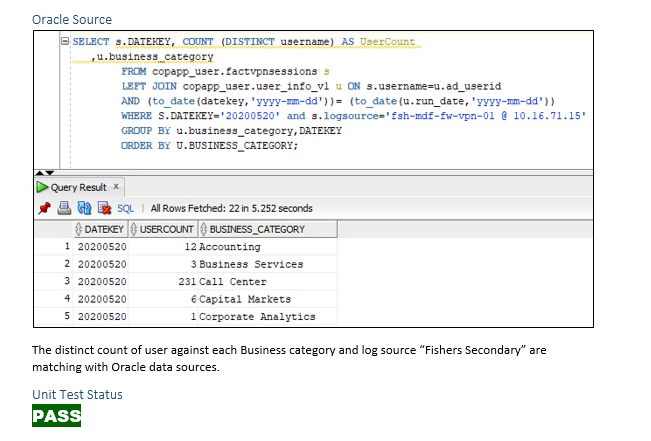 Oracle Source
SELECT s.DATEKEY, COUNT (DISTINCT username) AS UserCount
,u.business_category
FROM copapp_user.factvpnsessions s
LEFT JOIN copapp_user.user_info_vl u ON s.username=u.ad_userid
AND (to_date(datekey,'yyyy-mm-dd'))= (to_date(u.run_date,'yyyy-mm-dd'))
WHERE S.DATEKEY='20200520' and s.logsource='fsh-mdf-fw-vpn-01 @ 10.16.71.15'
GROUP BY u.business_category,DATEKEY
ORDER BY U.BUSINESS_CATEGORY;
Query Result x
SQL | All Rows Fetched: 22 in 5.252 seconds
DATEKEY USERCOUNT BUSINESS_CATEGORY
1 20200520 12 Accounting
2 20200520 3 Business Services
3 20200520 231 Call Center
4 20200520 6 Capital Markets
5 20200520 1 Corporate Analytics
The distinct count of user against each Business category and log source “Fishers Secondary” are
matching with Oracle data sources.
Unit Test Status
PASS